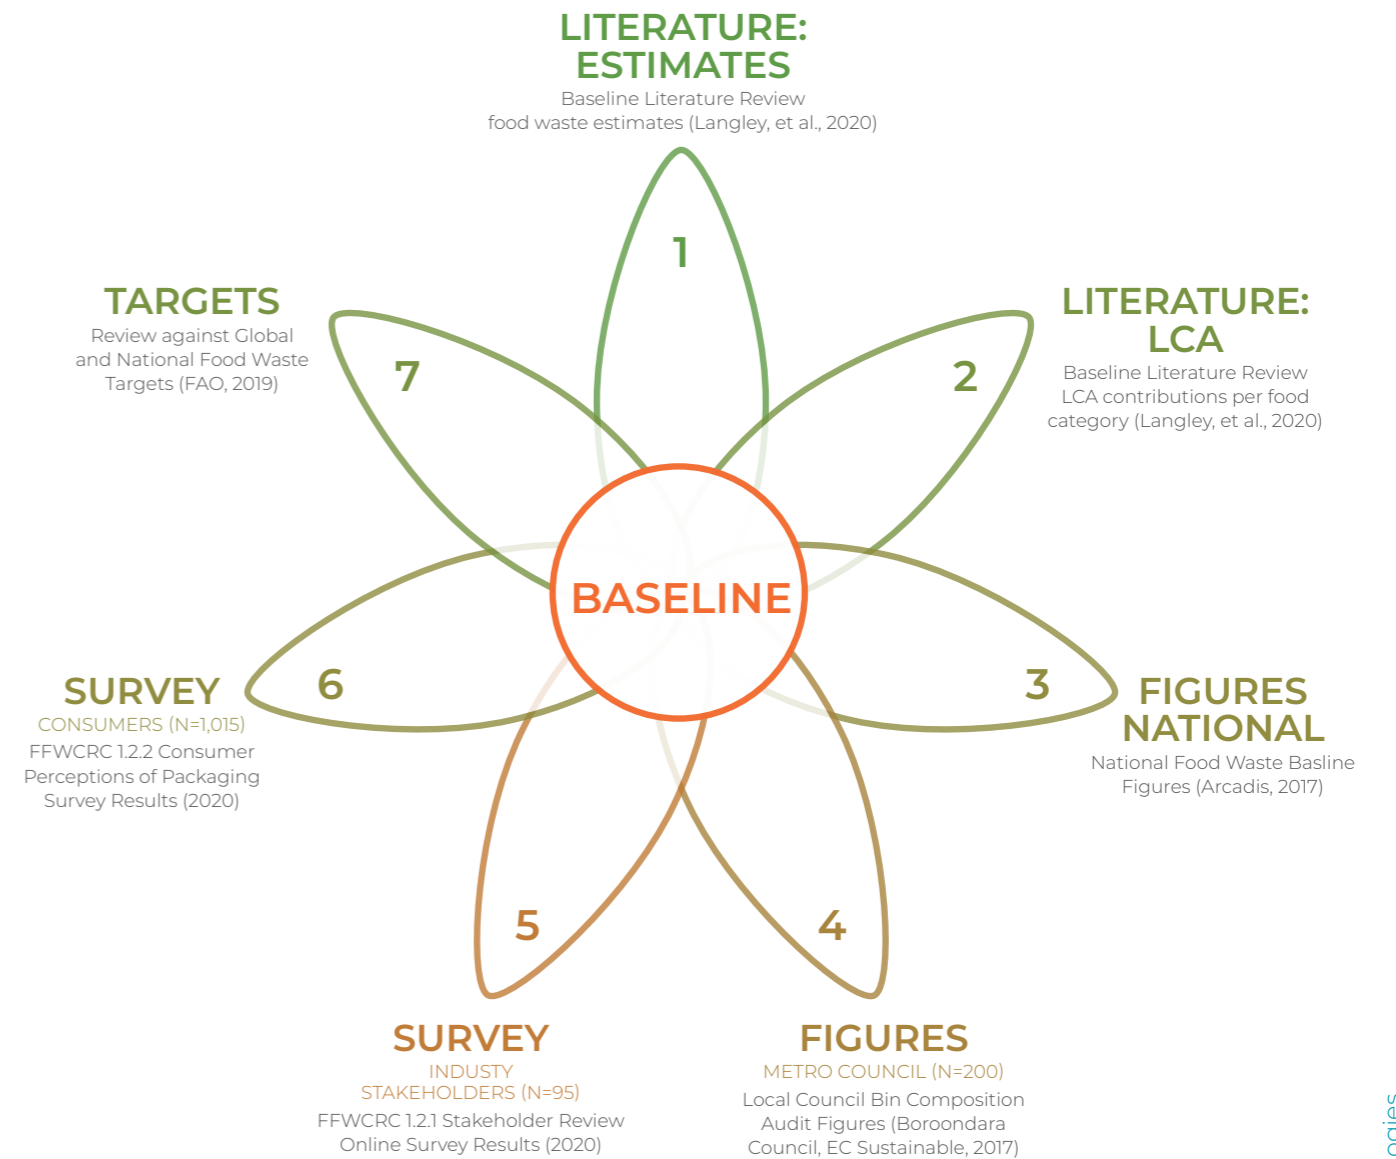 LITERATURE:
ESTIMATES
Baseline Literature Review
food waste estimates (Langley, et al., 2020)
1
LITERATURE:
LCA
Baseline Literature Review
LCA contributions per food
category (Langley, et al., 2020)
2
FIGURES
NATIONAL
National Food Waste Basline
Figures (Arcadis, 2017)
3
FIGURES
METRO COUNCIL (N=200)
Local Council Bin Composition
Audit Figures (Boroondara
Council, EC Sustainable, 2017)
4
SURVEY
INDUSTY
STAKEHOLDERS (N=95)
FFWCRC 1.2.1 Stakeholder Review
Online Survey Results (2020)
5
SURVEY
CONSUMERS (N=1,015)
FFWCRC 1.2.2 Consumer
Perceptions of Packaging
Survey Results (2020)
6
TARGETS
Review against Global
and National Food Waste
Targets (FAO, 2019)
7
BASELINE